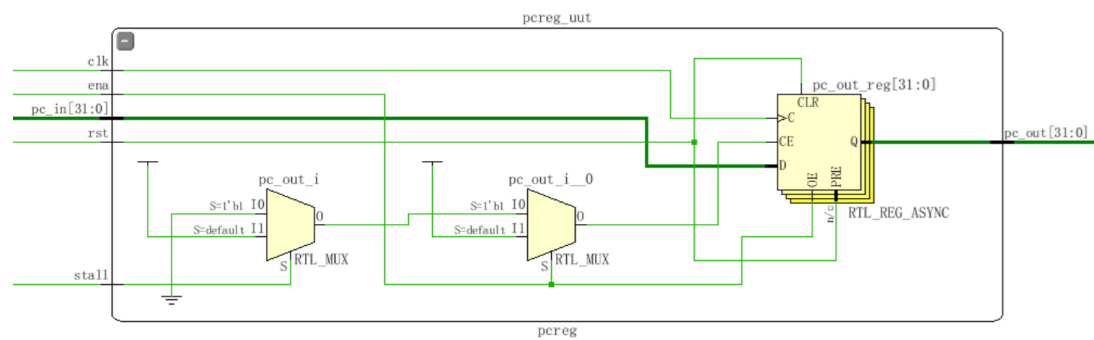 pcreg_uut
clk
ena
pc_in[31:0]
rst
stall
pc_out_i
S=1'b1 I0
S=default I1
O
S
RTL_MUX
pc_out_i__0
S=1'b1 I0
S=default I1
O
S
RTL_MUX
pc_out_reg[31:0]
CLR
C
CE
D
Q
OE
PRE
n/c
RTL_REG_ASYNC
pc_out[31:0]
pcreg